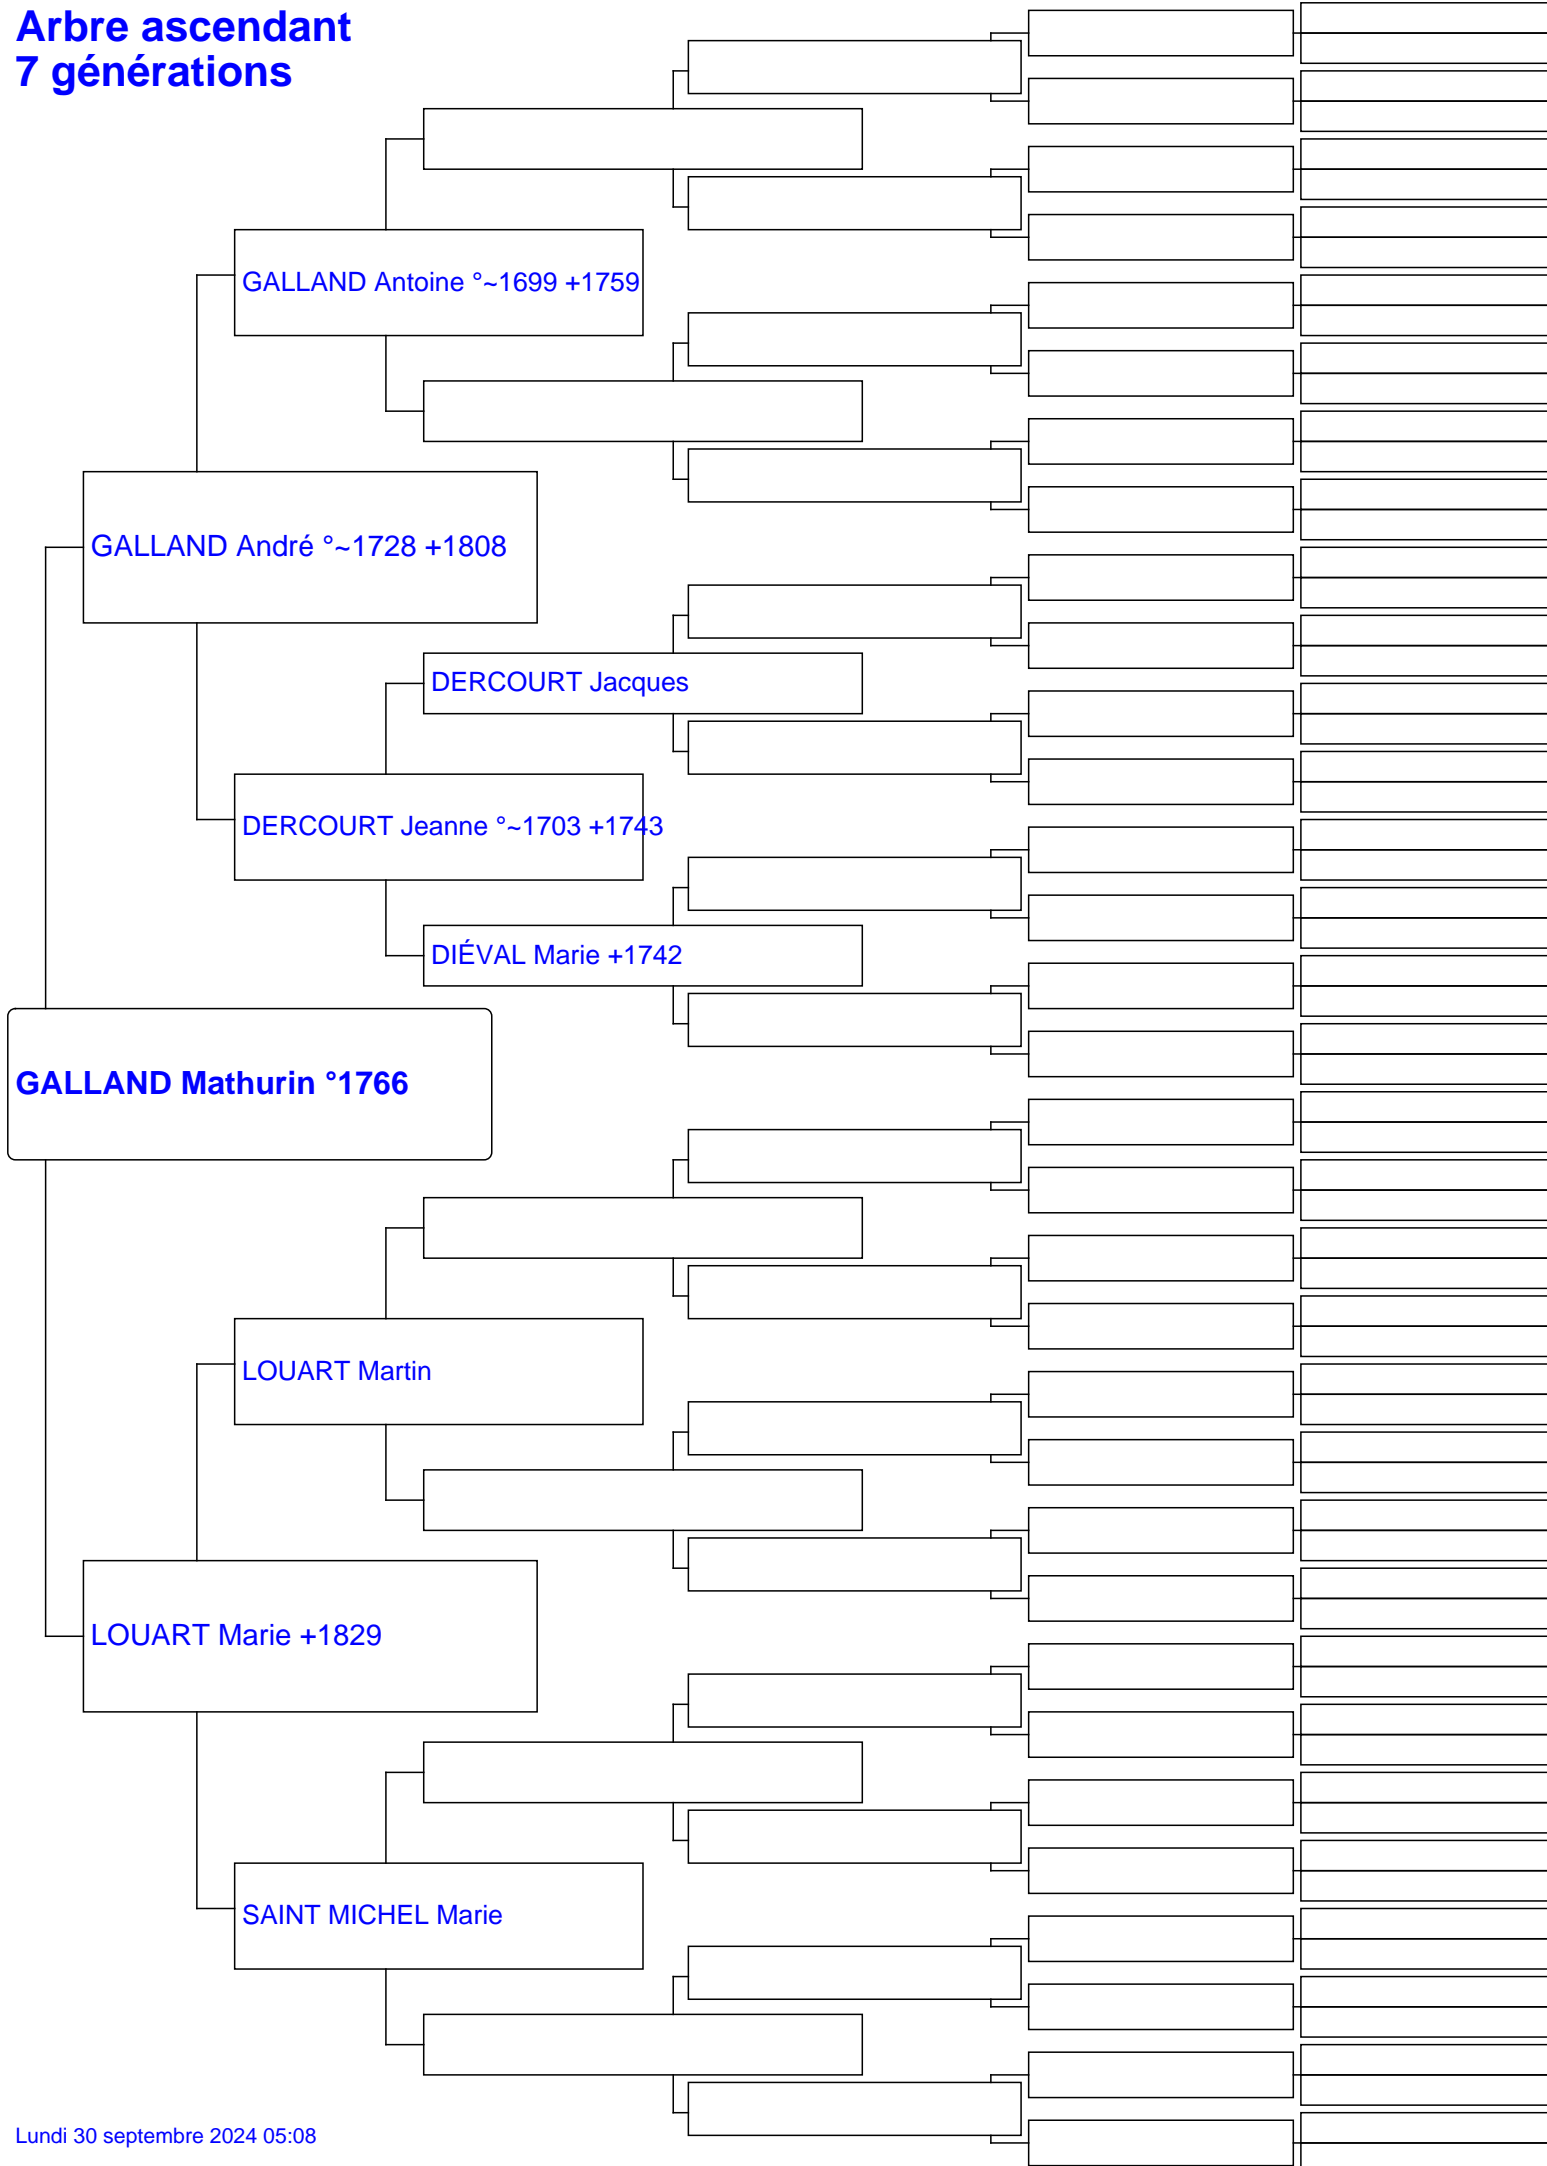 Arbre ascendant
7 générations
GALLAND Antoine °~1699 +1759
GALLAND André °~1728 +1808
DERCOURT Jacques
DERCOURT Jeanne °~1703 +1743
DIÉVAL Marie +1742
GALLAND Mathurin °1766
LOUART Martin
LOUART Marie +1829
SAINT MICHEL Marie
Lundi 30 septembre 2024 05:08